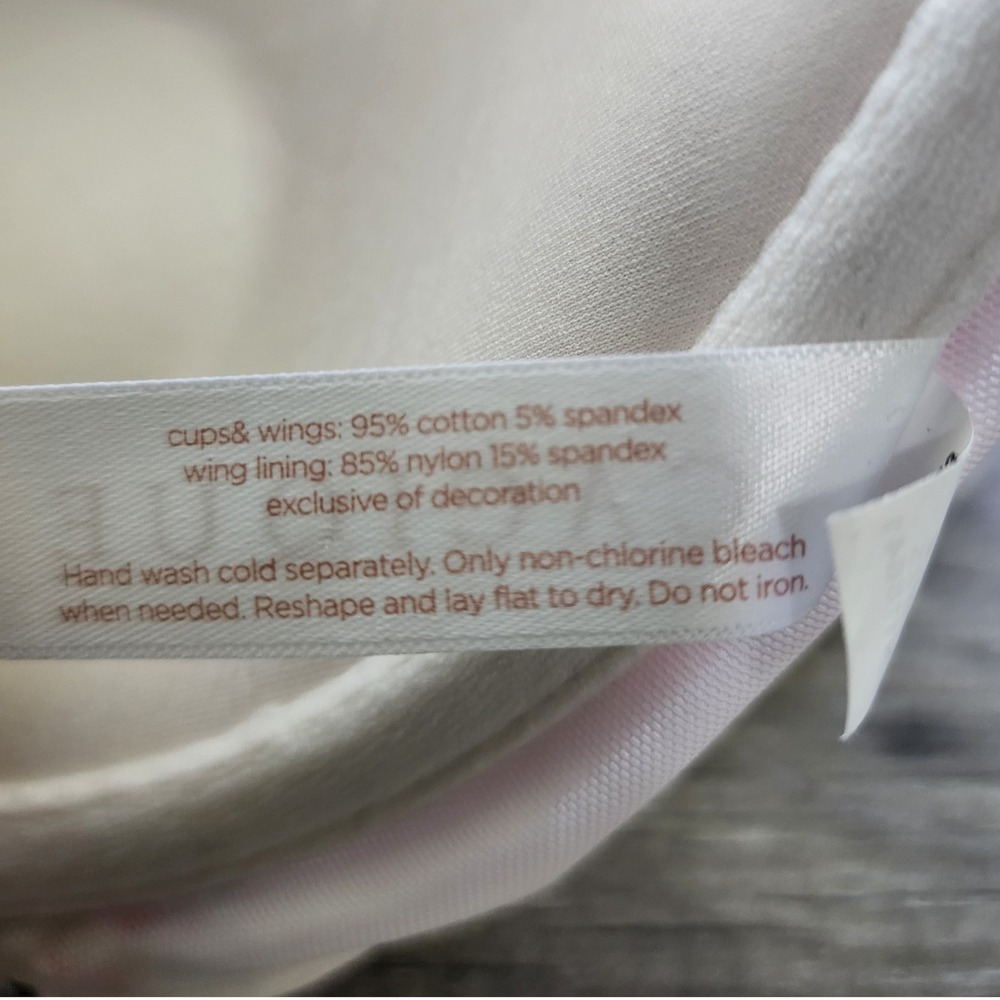 cups& wings: 95% cotton 5% spandex
wing lining: 85% nylon 15% spandex
exclusive of decoration
Hand wash cold separately. Only non-chlorine bleach
when needed. Reshape and lay flat to dry. Do not iron.